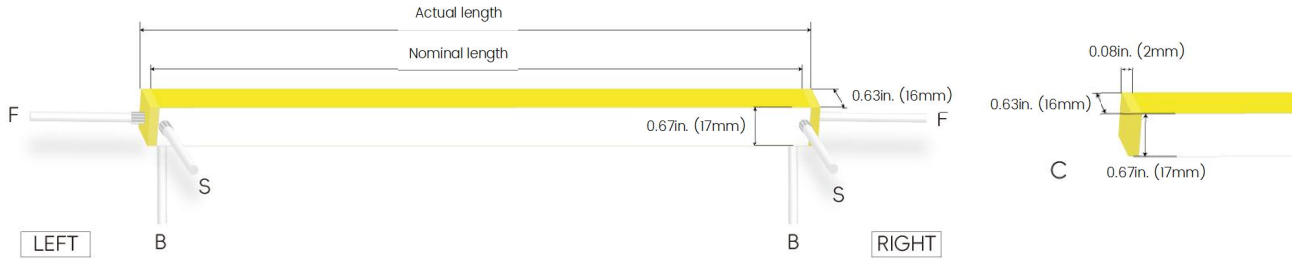 Actual length
Nominal length
0.63in. (16mm)
0.67in. (17mm)
F
F
S
S
B
B
LEFT
RIGHT
0.08in. (2mm)
0.63in. (16mm)
0.67in. (17mm)
C